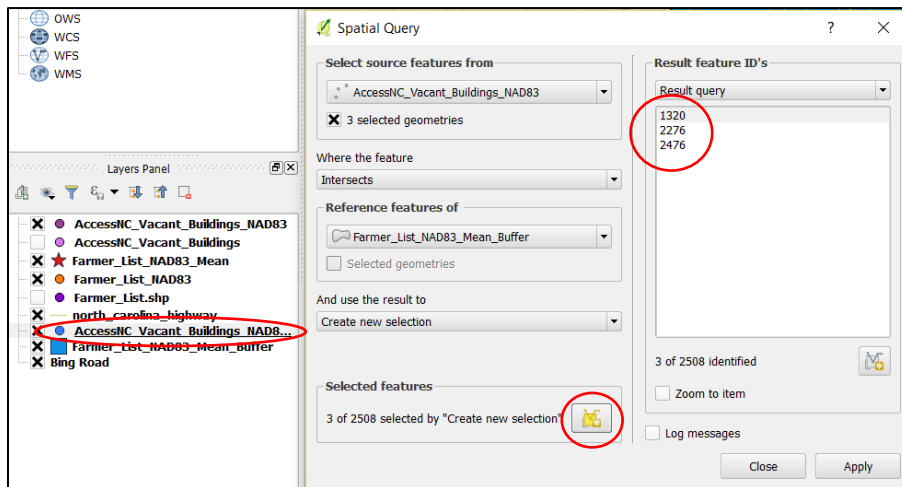 OWS
WCS
WFS
WMS
Layers Panel
AccessNC_Vacant_Buildings_NAD83
AccessNC_Vacant_Buildings
Farmer_List_NAD83_Mean
Farmer_List_NAD83
Farmer_List.shp
north_carolina_highway
AccessNC_Vacant_Buildings_NAD8...
Farmer_List_NAD83_Mean_Buffer
Bing Road
Spatial Query
?
Select source features from
AccessNC_Vacant_Buildings_NAD83
3 selected geometries
Where the feature
Intersects
Reference features of
Farmer_List_NAD83_Mean_Buffer
Selected geometries
And use the result to
Create new selection
Selected features
3 of 2508 selected by "Create new selection"
Result feature ID's
Result query
1320
2276
2476
3 of 2508 identified
Zoom to item
Log messages
Close
Apply